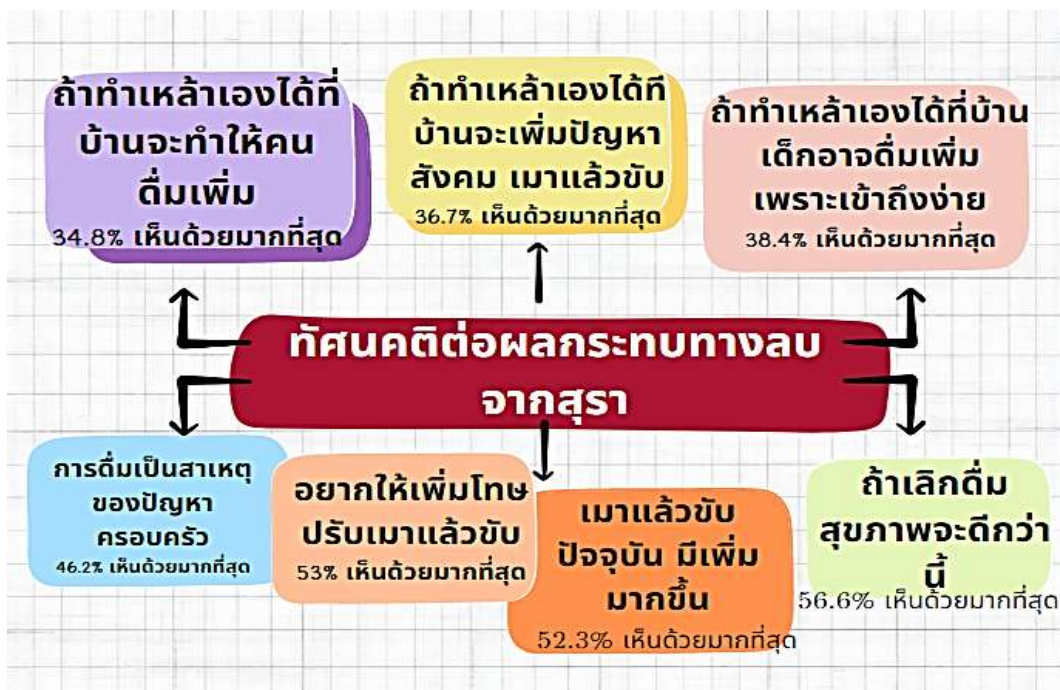 ถ้าทำเหล้าเองได้ที่
บ้านจะทำให้คน
ดื่มเพิ่ม
34.8% เห็นด้วยมากที่สุด
ถ้าทำเหล้าเองได้ที่
บ้านจะเพิ่มปัญหา
สังคม เมาแล้วขับ
36.7% เห็นด้วยมากที่สุด
ถ้าทำเหล้าเองได้ที่บ้าน
เด็กอาจดื่มเพิ่ม
เพราะเข้าถึงง่าย
38.4% เห็นด้วยมากที่สุด
ทัศนคติต่อผลกระทบทางลบ
จากสุรา
การดื่มเป็นสาเหตุ
ของปัญหา
ครอบครัว
46.2% เห็นด้วยมากที่สุด
อยากให้เพิ่มโทษ
ปรับเมาแล้วขับ
53% เห็นด้วยมากที่สุด
เมาแล้วขับ
ปัจจุบัน มีเพิ่ม
มากขึ้น
52.3% เห็นด้วยมากที่สุด
ถ้าเลิกดื่ม
สุขภาพจะดีกว่า
นี้
56.6% เห็นด้วยมากที่สุด